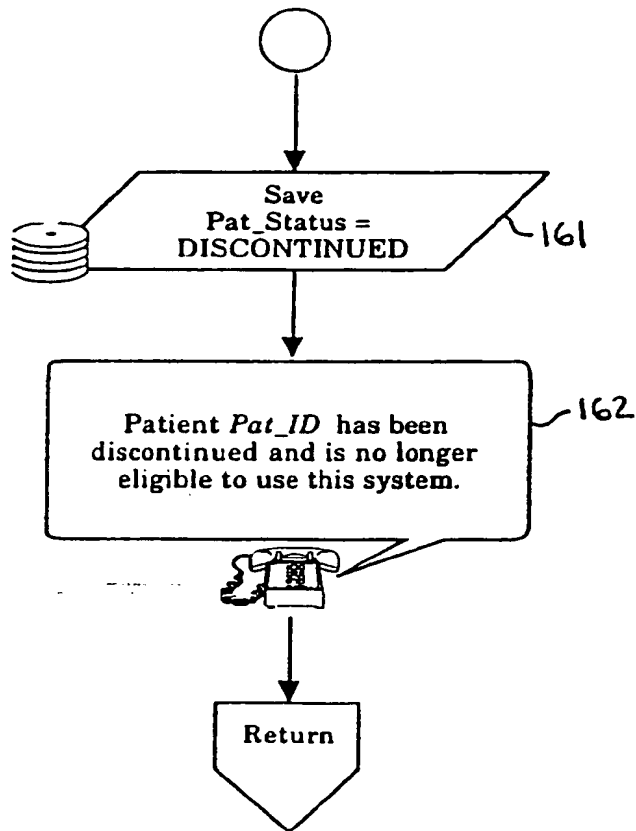 Save
Pat_Status =
DISCONTINUED
161
Patient Pat_ID has been
discontinued and is no longer
eligible to use this system.
162
Return